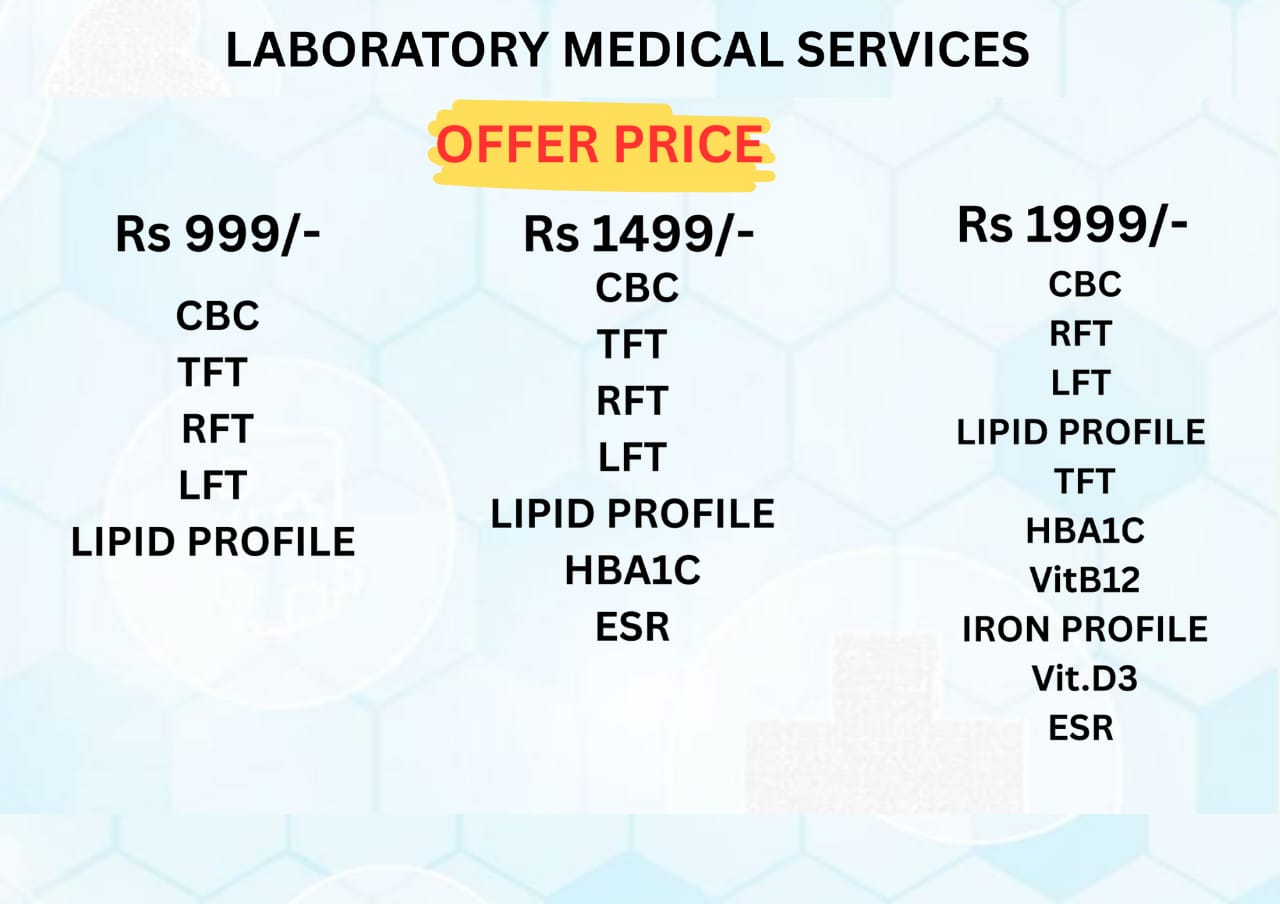 LABORATORY MEDICAL SERVICES
OFFER PRICE
Rs 999/-
CBC
TFT
RFT
LFT
LIPID PROFILE
Rs 1499/-
CBC
TFT
RFT
LFT
LIPID PROFILE
HBA1C
ESR
Rs 1999/-
CBC
RFT
LFT
LIPID PROFILE
TFT
HBA1C
VitB12
IRON PROFILE
Vit.D3
ESR